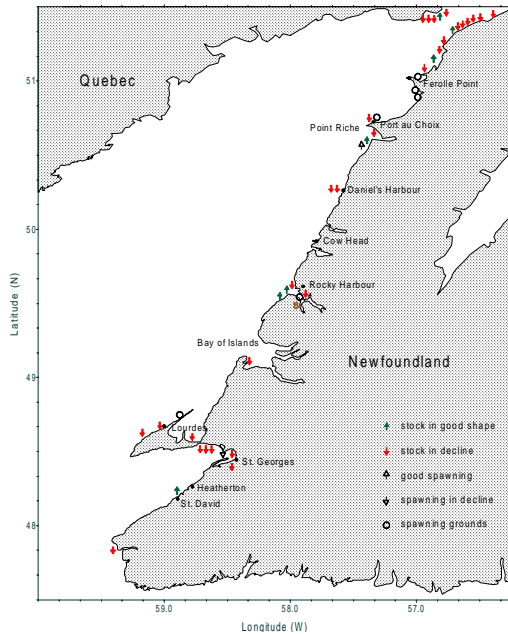 51
Quebec
Ferolle Point
Point Riche
Port au Choix
Daniel's Harbour
50
Cow Head
Rocky Harbour
Bay of Islands
Newfoundland
49
Lourdes
St. Georges
Heatherton
St. David
48
stock in good shape
stock in decline
good spawning
spawning in decline
spawning grounds
Latitude (N)
59.0
58.0
57.0
Longitude (W)